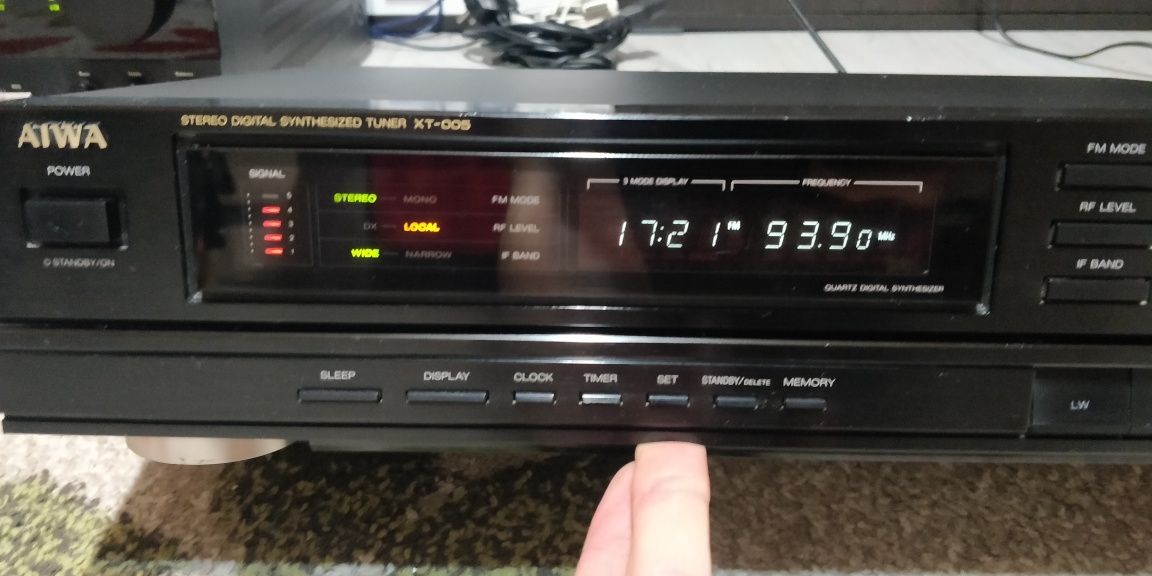 AIWA
STEREO DIGITAL SYNTHESIZED TUNER XT-005
POWER
STANDBY/ON
SIGNAL
5
4
3
2
1
STEREO MONO FM MODE
DX LOCAL RF LEVEL
WIDE NARROW IF BAND
3 MODE DISPLAY FREQUENCY
17:21 FM 93.90 MHz
QUARTZ DIGITAL SYNTHESIZER
FM MODE
RF LEVEL
IF BAND
SLEEP DISPLAY CLOCK TIMER SET STANDBY/DELETE MEMORY
LW